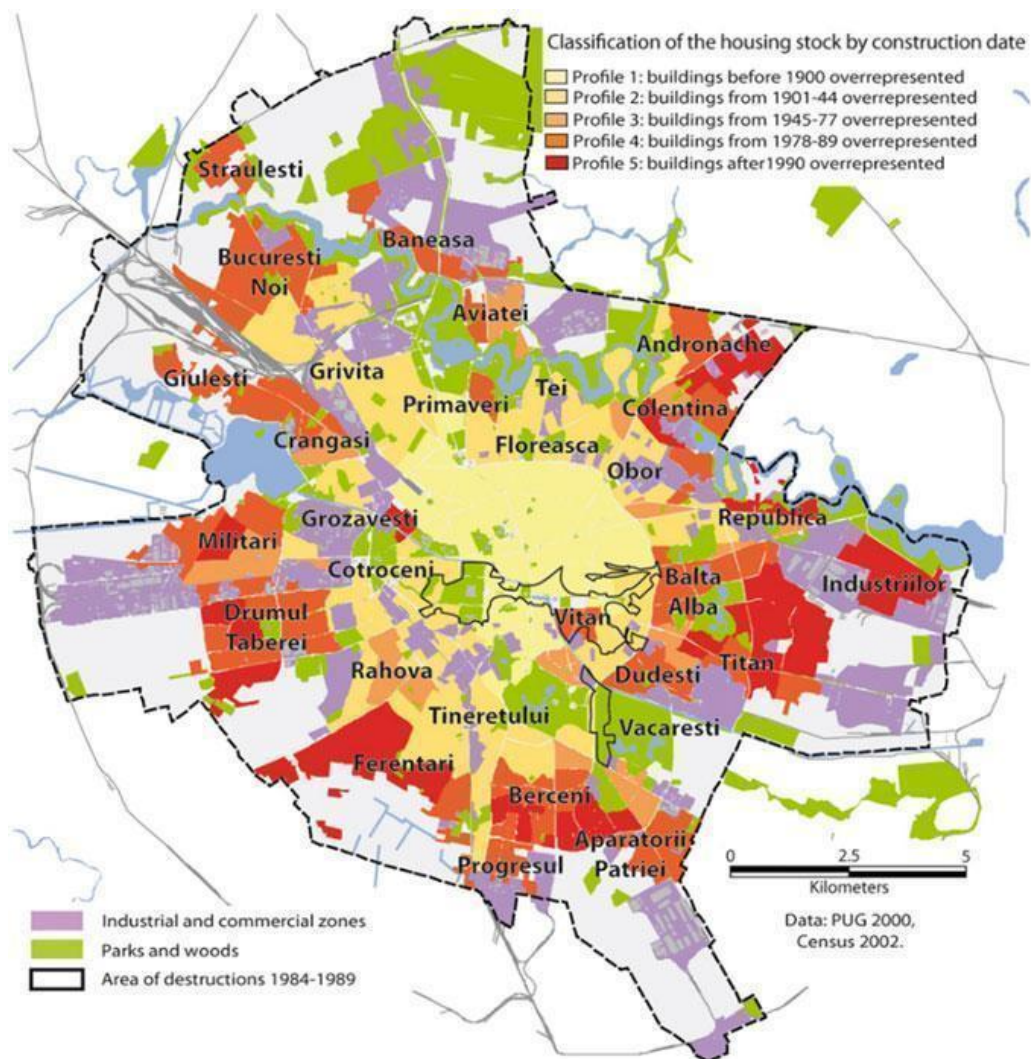 Classification of the housing stock by construction date
Profile 1: buildings before 1900 overrepresented
Profile 2: buildings from 1901-44 overrepresented
Profile 3: buildings from 1945-77 overrepresented
Profile 4: buildings from 1978-89 overrepresented
Profile 5: buildings after1990 overrepresented
Straulesti
Baneasa
Bucuresti
Noi
Aviatei
Andronache
Grivita
Giulesti
Tei
Primaveri
Colentina
Crangasi
Floreasca
Obor
Grozavesti
Republica
Militari
Cotroceni
Balta
Alba
Industriilor
Drumul
Taberei
Vitan
Rahova
Dudesti
Titan
Tineretului
Vacaresti
Ferentari
Berceni
Aparatorii
Patriei
Progresul
0 2.5 5
Kilometers
Data: PUG 2000,
Census 2002.
Industrial and commercial zones
Parks and woods
Area of destructions 1984-1989